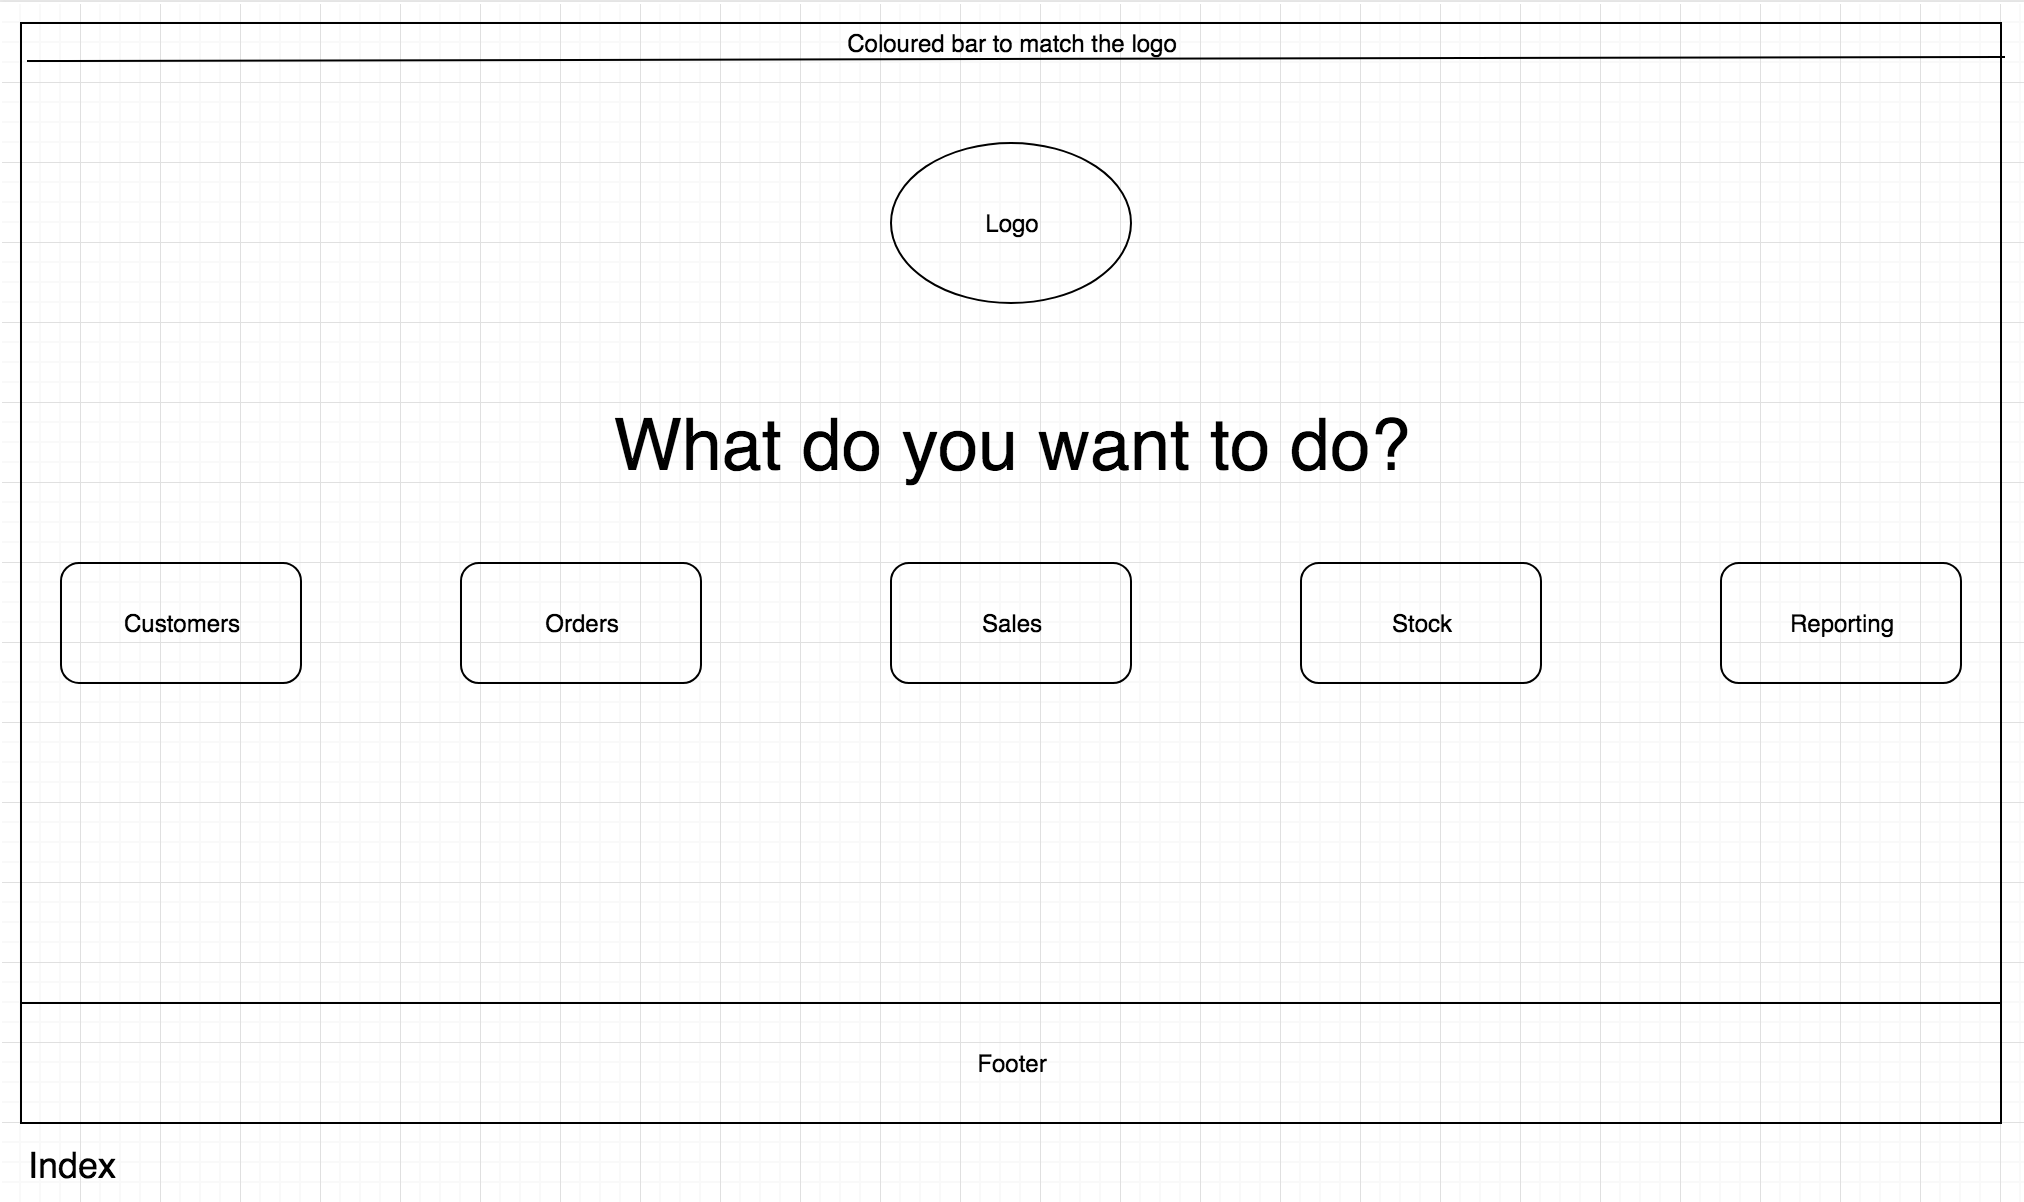 Coloured bar to match the logo
Logo
What do you want to do?
Customers
Orders
Sales
Stock
Reporting
Footer
Index